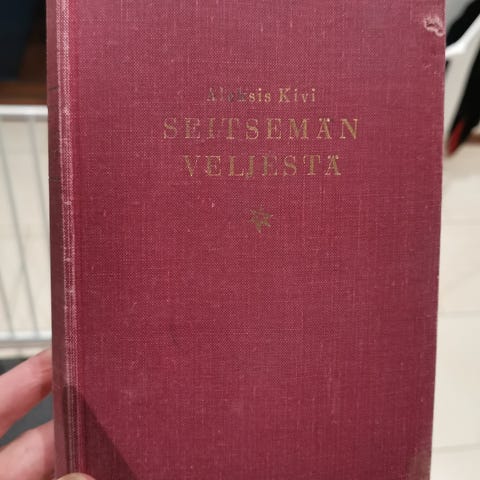 Aleksis Kivi
SEITSEMÄN
VELJESTÄ